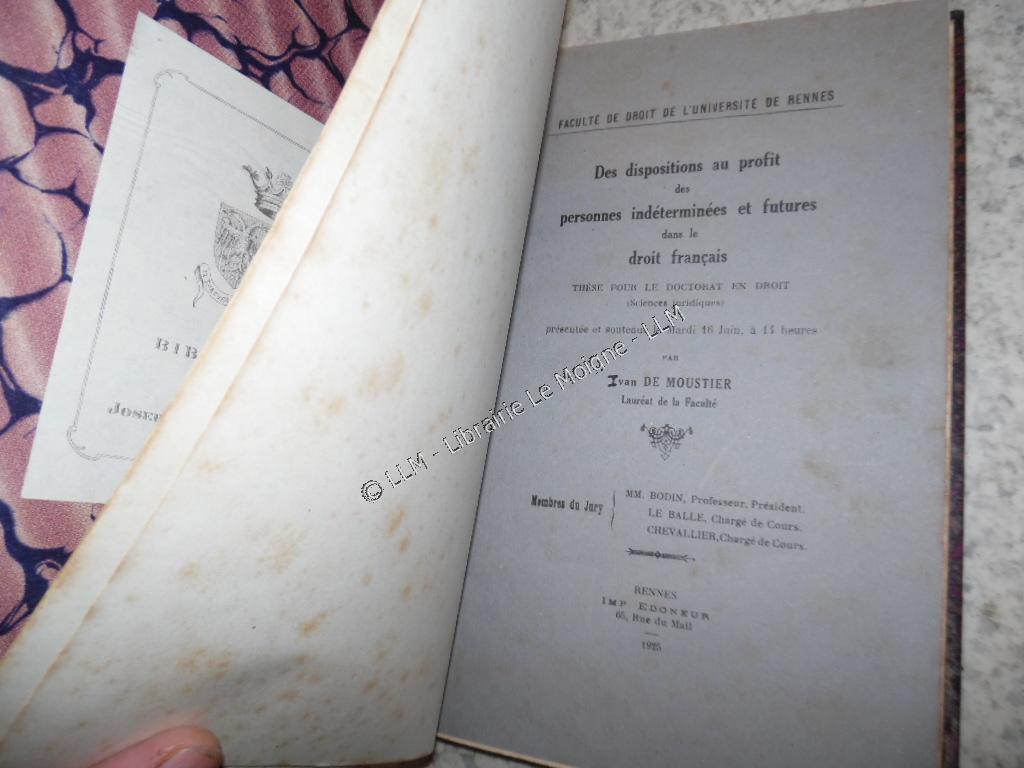 BIB
JOSEP
FACULTÉ DE DROIT DE L'UNIVERSITÉ DE RENNES
Des dispositions au profit
des
personnes indéterminées et futures
dans le
droit français
THÈSE POUR LE DOCTORAT EN DROIT
(Sciences juridiques)
présentée et soutenue Mardi 16 Juin, à 14 heures
PAR
Ivan DE MOUSTIER
Lauréat de la Faculté
Membres du Jury
MM. BODIN, Professeur, Président.
LE BALLE, Chargé de Cours.
CHEVALLIER, Chargé de Cours.
RENNES
IMP EDONEUR
65, Rue du Mail
1925
© LLM - Librairie Le Moigne - LLM